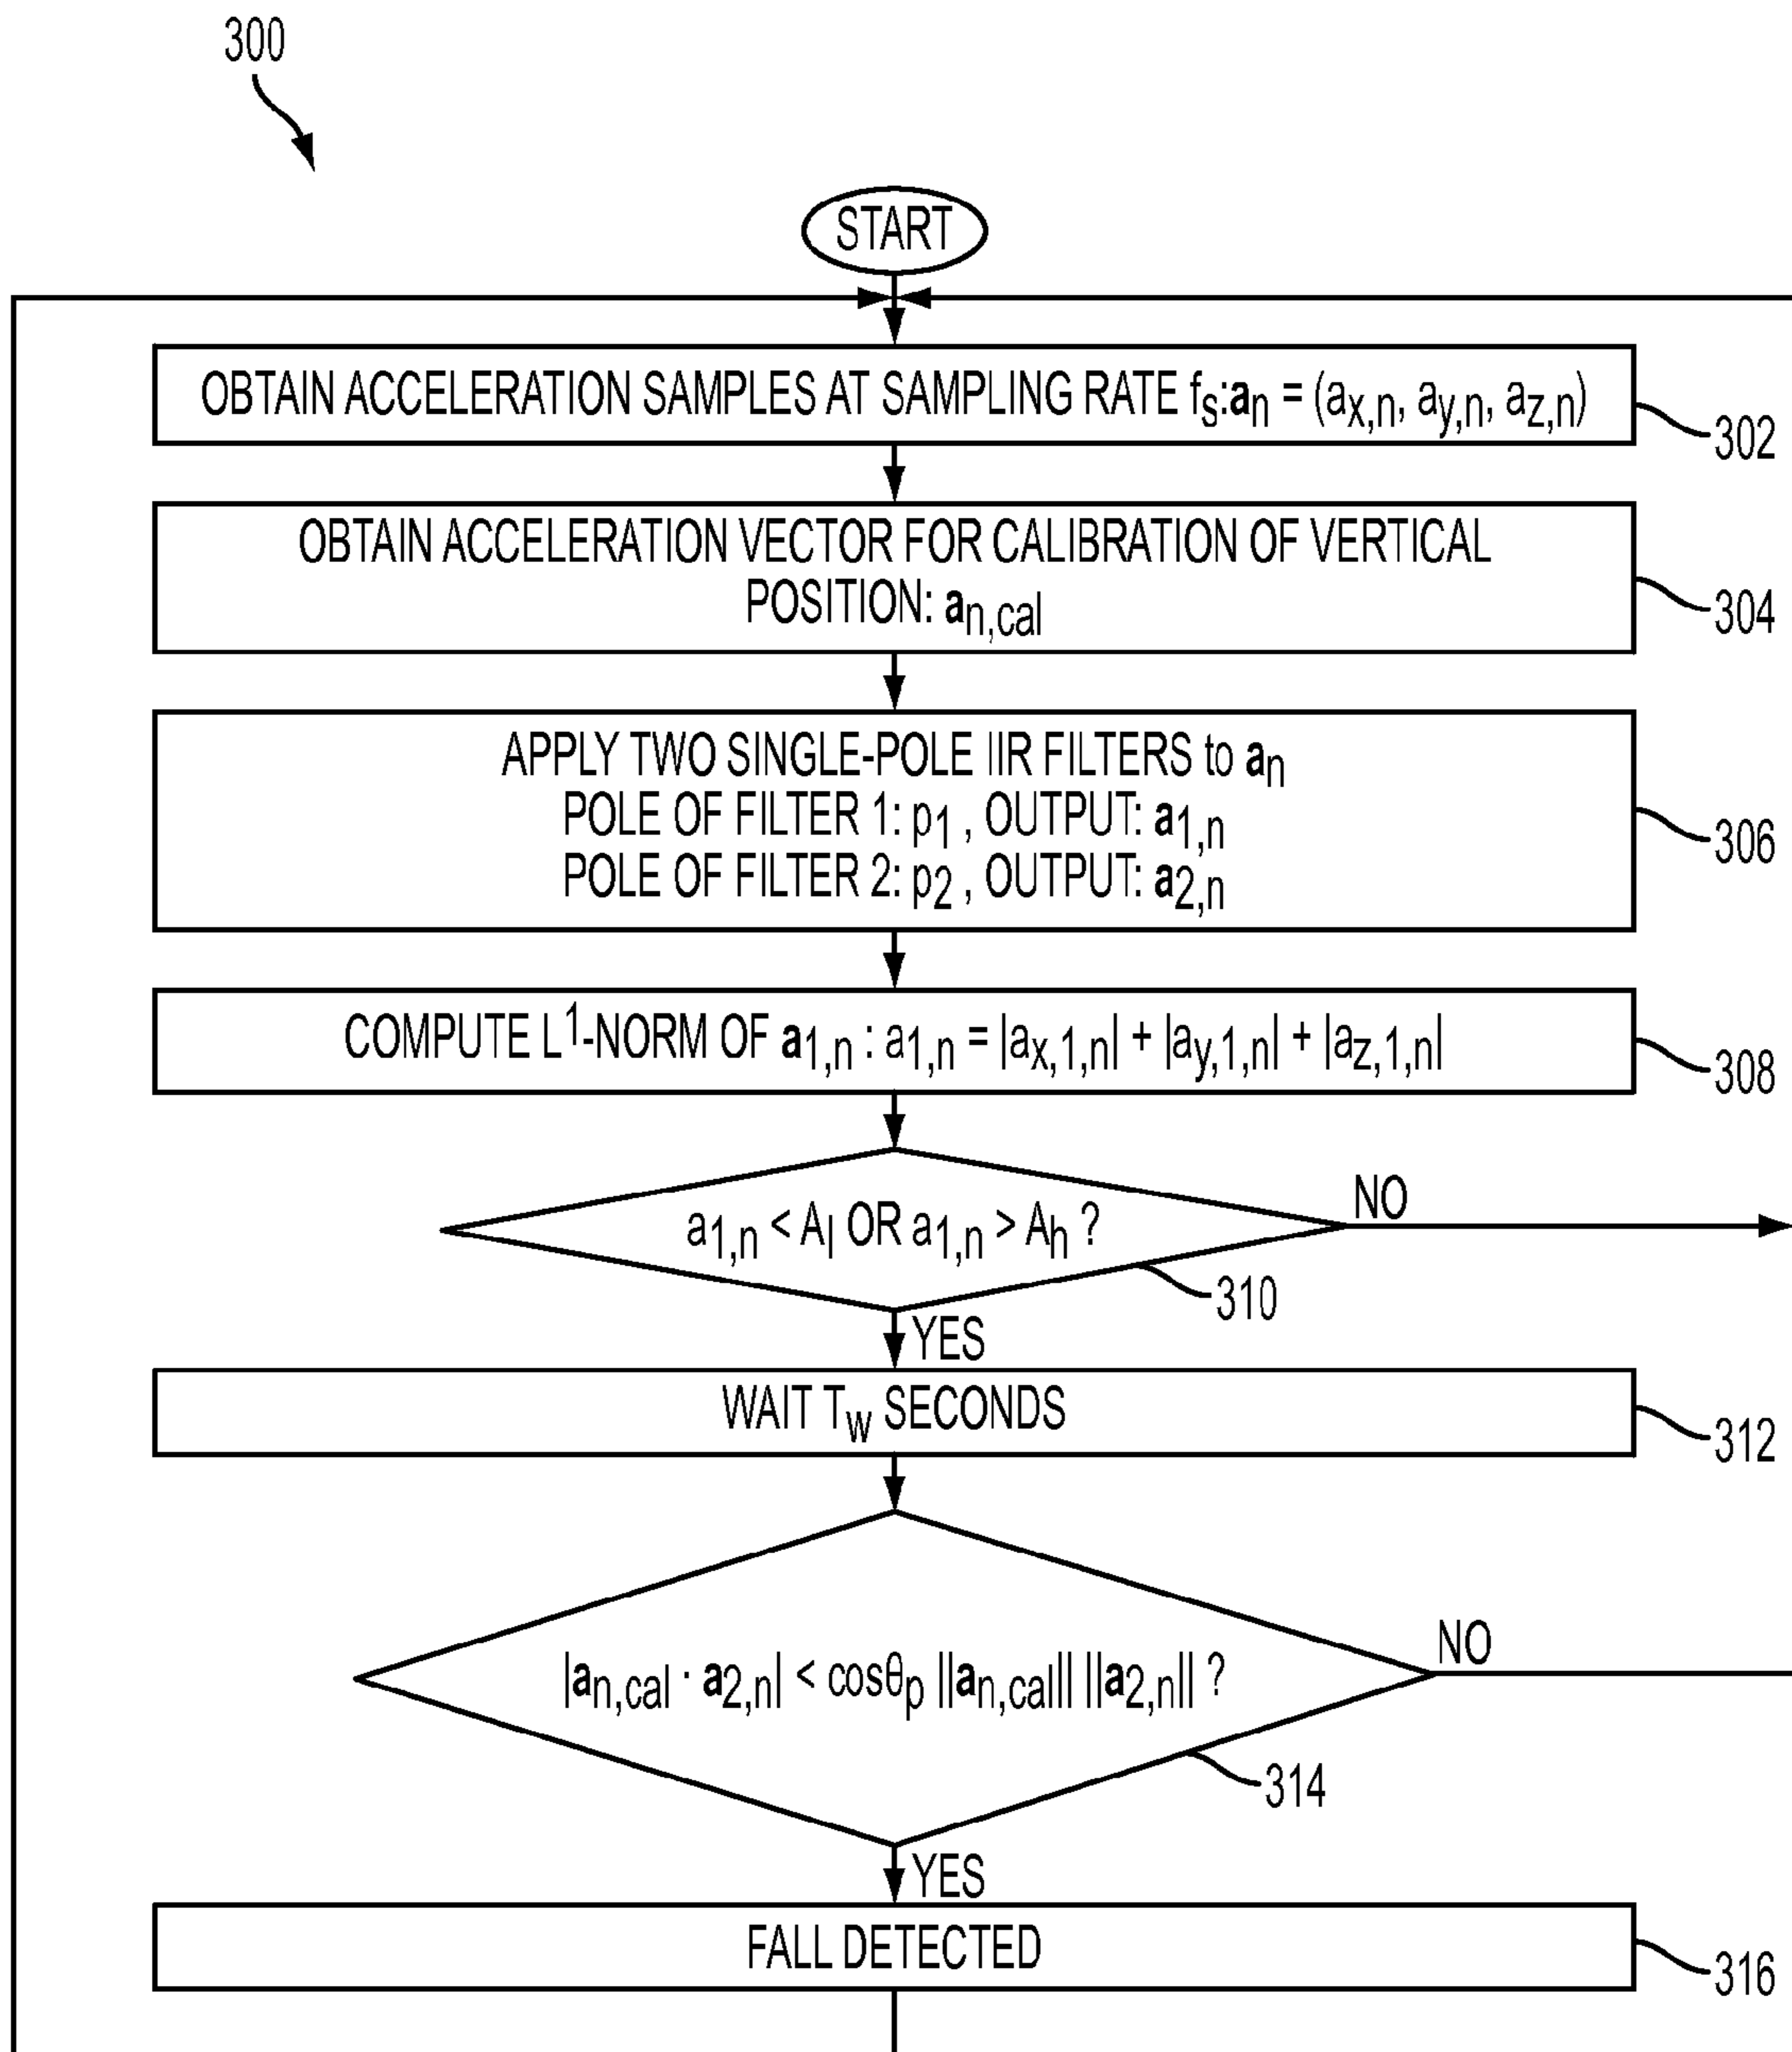 300
START
OBTAIN ACCELERATION SAMPLES AT SAMPLING RATE fs:an = (ax,n, ay,n, az,n)
302
OBTAIN ACCELERATION VECTOR FOR CALIBRATION OF VERTICAL
POSITION: an,cal
304
APPLY TWO SINGLE-POLE IIR FILTERS to an
POLE OF FILTER 1: p1 , OUTPUT: a1,n
POLE OF FILTER 2: p2 , OUTPUT: a2,n
306
COMPUTE L1-NORM OF a1,n : a1,n = |ax,1,n| + |ay,1,n| + |az,1,n|
308
a1,n < Al OR a1,n > Ah ?
NO
310
YES
WAIT Tw SECONDS
312
|an,cal · a2,n| < cosθp ||an,cal|| ||a2,n|| ?
NO
314
YES
FALL DETECTED
316